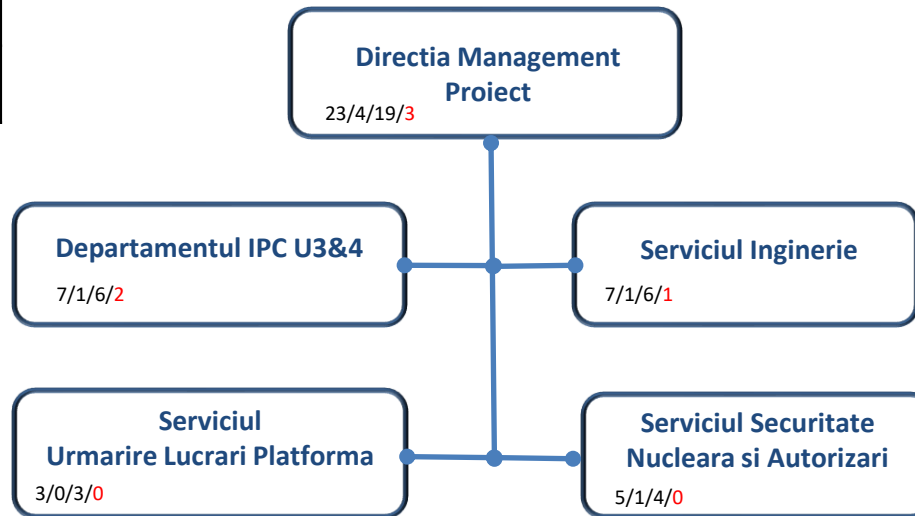 Directia Management
Proiect
23/4/19/3
Departamentul IPC U3&4
7/1/6/2
Serviciul Inginerie
7/1/6/1
Serviciul
Urmarire Lucrari Platforma
3/0/3/0
Serviciul Securitate
Nucleara si Autorizari
5/1/4/0